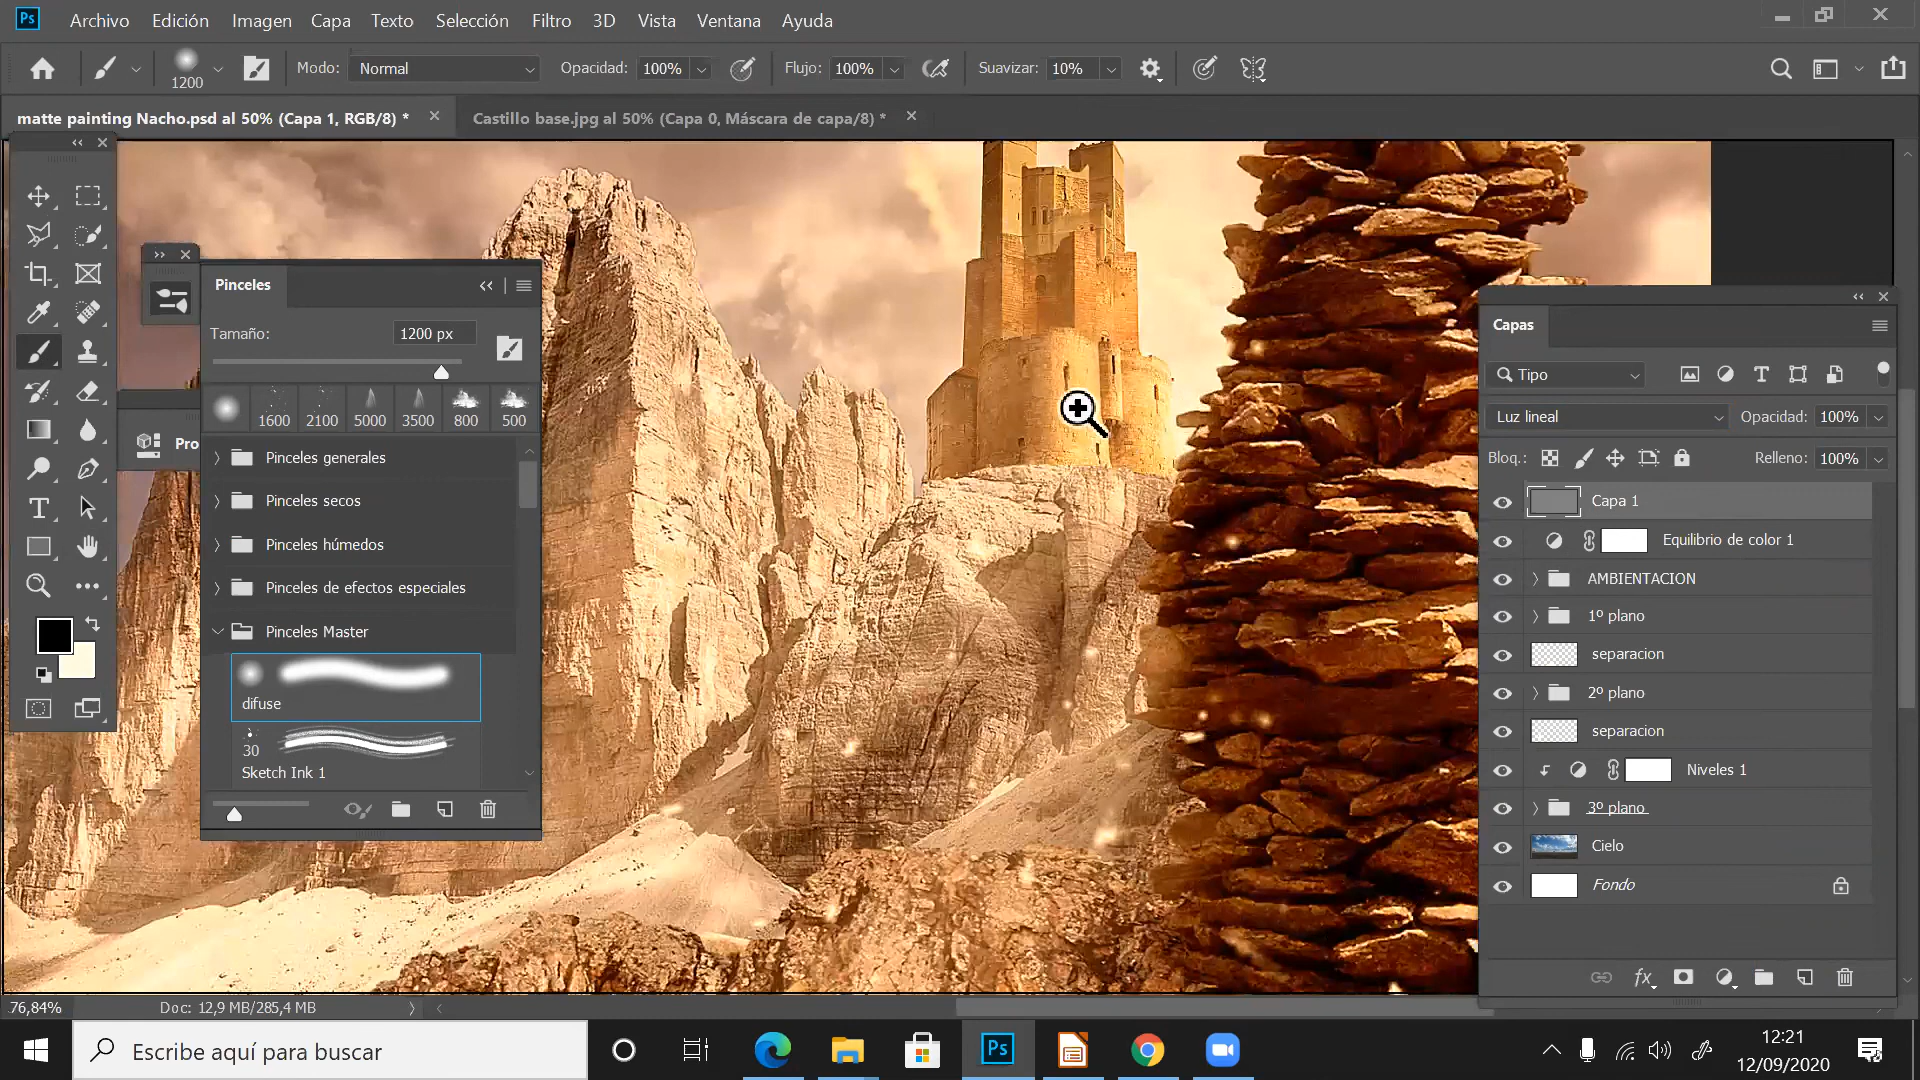 Ps Archivo Edición Imagen Capa Texto Selección Filtro 3D Vista Ventana Ayuda
1200 Modo: Normal Opacidad: 100% Flujo: 100% Suavizar: 10%
matte painting Nacho.psd al 50% (Capa 1, RGB/8) * Castillo base.jpg al 50% (Capa 0, Máscara de capa/8) *
Pinceles
Tamaño: 1200 px
1600 2100 5000 3500 800 500
Pro
Pinceles generales
Pinceles secos
Pinceles húmedos
Pinceles de efectos especiales
Pinceles Master
difuse
30
Sketch Ink 1
Capas
Tipo
Luz lineal Opacidad: 100%
Bloq.: Relleno: 100%
Capa 1
Equilibrio de color 1
AMBIENTACION
1º plano
separacion
2º plano
separacion
Niveles 1
3º plano
Cielo
Fondo
fx
76,84% Doc: 12,9 MB/285,4 MB
Escribe aquí para buscar
Ps
12:21
12/09/2020